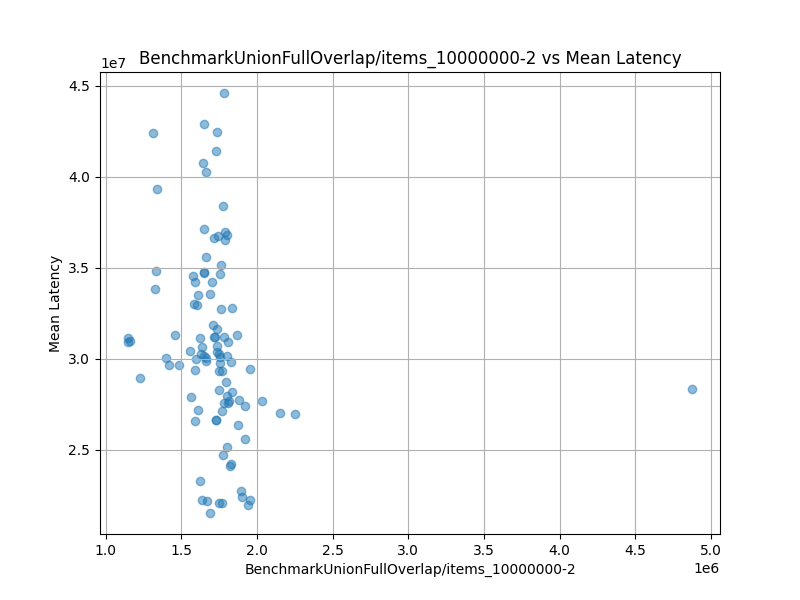 BenchmarkUnionFullOverlap/items_10000000-2 vs Mean Latency
1e7
4.5
4.0
3.5
3.0
2.5
Mean Latency
1.0 1.5 2.0 2.5 3.0 3.5 4.0 4.5 5.0
BenchmarkUnionFullOverlap/items_10000000-2
1e6